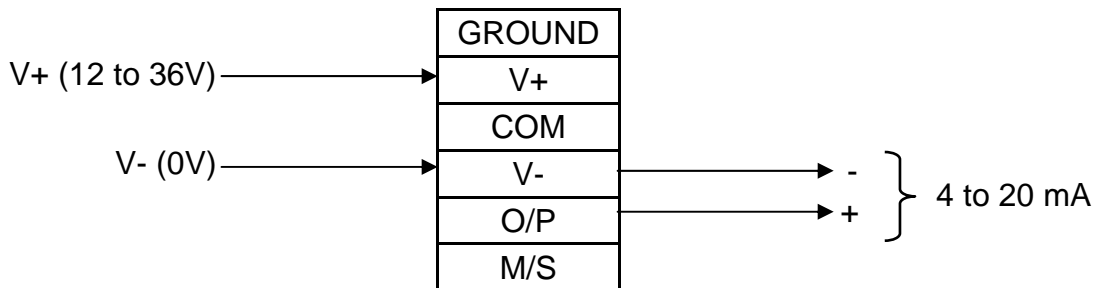 GROUND
V+ (12 to 36V)
V+
COM
V- (0V)
V-
-
4 to 20 mA
O/P
+
M/S